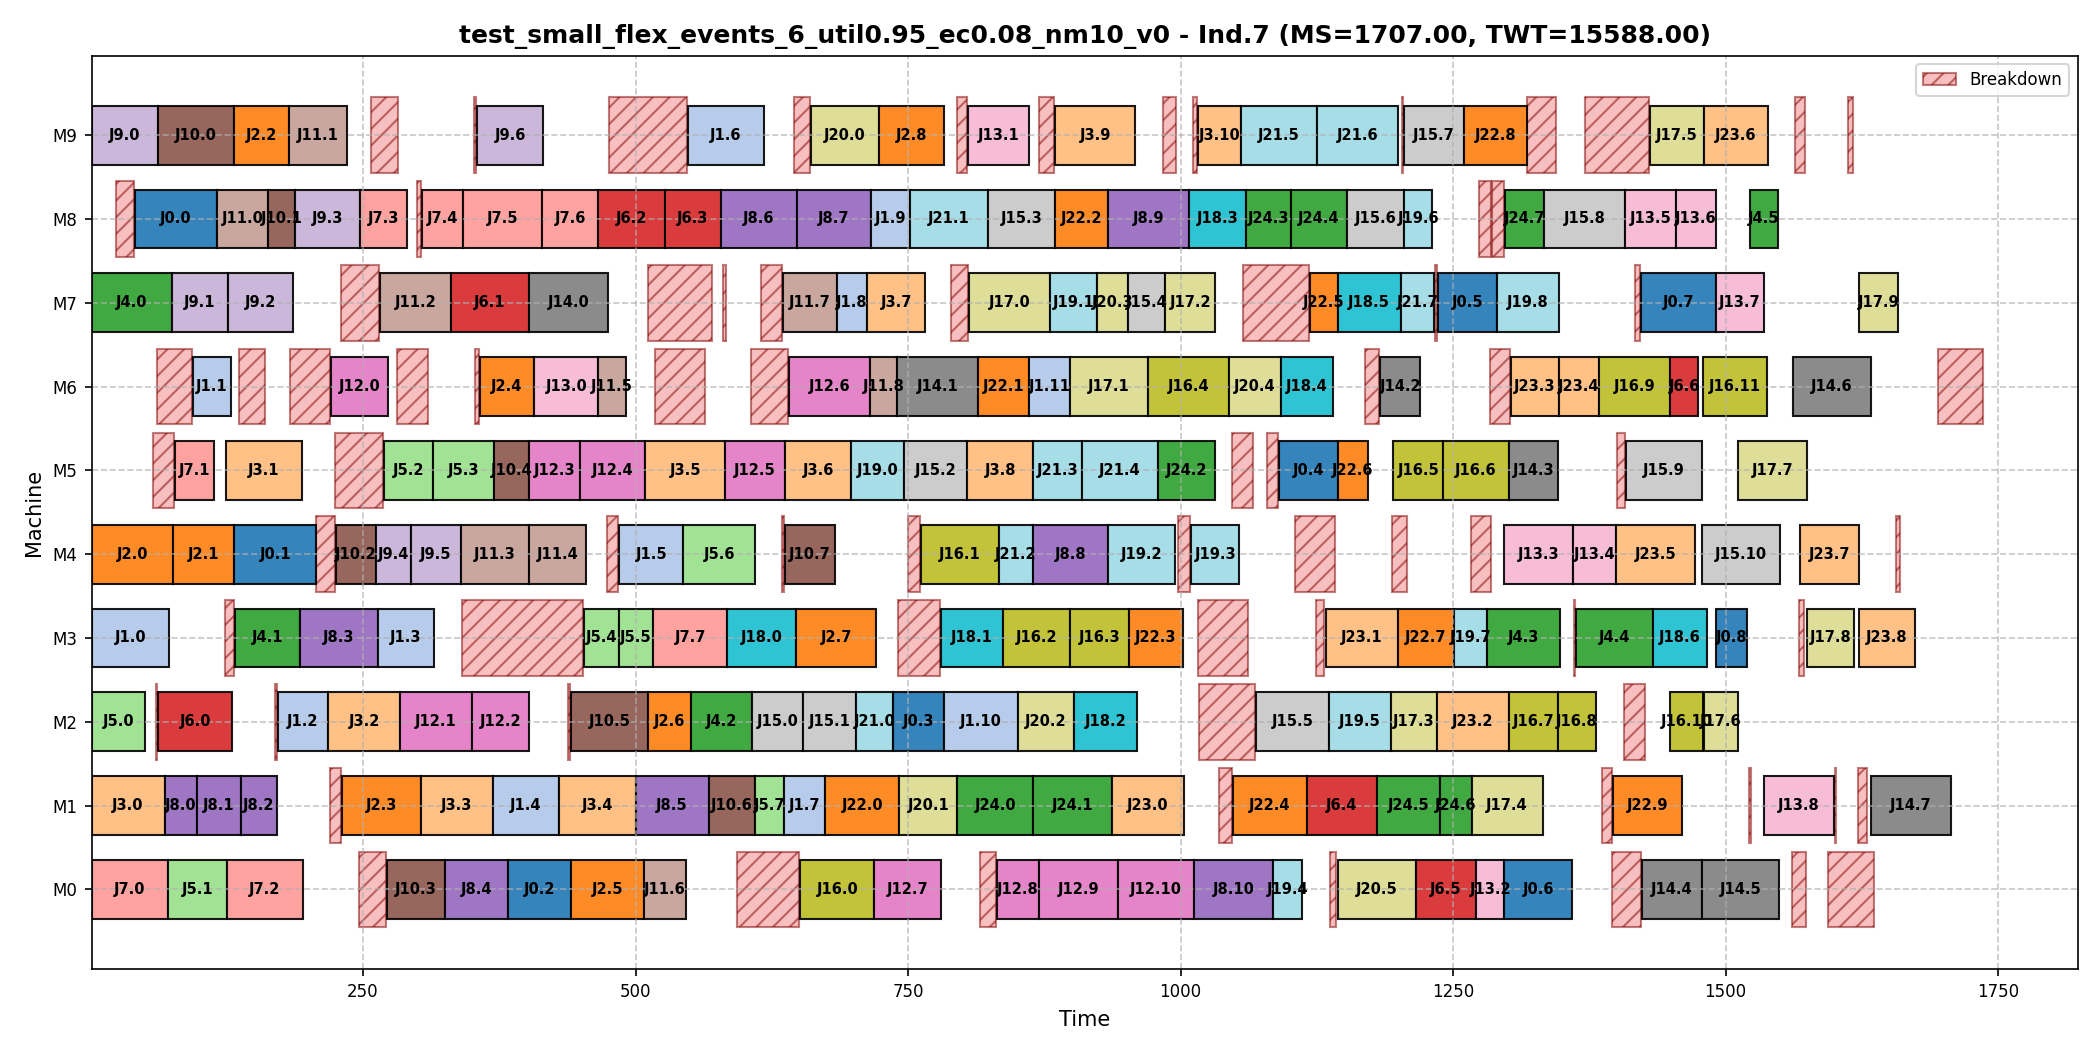 test_small_flex_events_6_util0.95_ec0.08_nm10_v0 - Ind.7 (MS=1707.00, TWT=15588.00)
Breakdown
Machine
M9 J9.0 J10.0 J2.2 J11.1 J9.6 J1.6 J20.0 J2.8 J13.1 J3.9 J3.10 J21.5 J21.6 J15.7 J22.8 J17.5 J23.6
M8 J0.0 J11.0 J10.1 J9.3 J7.3 J7.4 J7.5 J7.6 J6.2 J6.3 J8.6 J8.7 J1.9 J21.1 J15.3 J22.2 J8.9 J18.3 J24.3 J24.4 J15.6 J19.6 J24.7 J15.8 J13.5 J13.6 J4.5
M7 J4.0 J9.1 J9.2 J11.2 J6.1 J14.0 J11.7 J1.8 J3.7 J17.0 J19.1 J20.3 J15.4 J17.2 J22.5 J18.5 J21.7 J0.5 J19.8 J0.7 J13.7 J17.9
M6 J1.1 J12.0 J2.4 J13.0 J11.5 J12.6 J11.8 J14.1 J22.1 J1.11 J17.1 J16.4 J20.4 J18.4 J14.2 J23.3 J23.4 J16.9 J6.6 J16.11 J14.6
M5 J7.1 J3.1 J5.2 J5.3 J10.4 J12.3 J12.4 J3.5 J12.5 J3.6 J19.0 J15.2 J3.8 J21.3 J21.4 J24.2 J0.4 J22.6 J16.5 J16.6 J14.3 J15.9 J17.7
M4 J2.0 J2.1 J0.1 J10.2 J9.4 J9.5 J11.3 J11.4 J1.5 J5.6 J10.7 J16.1 J21.2 J8.8 J19.2 J19.3 J13.3 J13.4 J23.5 J15.10 J23.7
M3 J1.0 J4.1 J8.3 J1.3 J5.4 J5.5 J7.7 J18.0 J2.7 J18.1 J16.2 J16.3 J22.3 J23.1 J22.7 J19.7 J4.3 J4.4 J18.6 J0.8 J17.8 J23.8
M2 J5.0 J6.0 J1.2 J3.2 J12.1 J12.2 J10.5 J2.6 J4.2 J15.0 J15.1 J21.0 J0.3 J1.10 J20.2 J18.2 J15.5 J19.5 J17.3 J23.2 J16.7 J16.8 J16.10 J17.6
M1 J3.0 J8.0 J8.1 J8.2 J2.3 J3.3 J1.4 J3.4 J8.5 J10.6 J5.7 J1.7 J22.0 J20.1 J24.0 J24.1 J23.0 J22.4 J6.4 J24.5 J24.6 J17.4 J22.9 J13.8 J14.7
M0 J7.0 J5.1 J7.2 J10.3 J8.4 J0.2 J2.5 J11.6 J16.0 J12.7 J12.8 J12.9 J12.10 J8.10 J19.4 J20.5 J6.5 J13.2 J0.6 J14.4 J14.5
250 500 750 1000 1250 1500 1750
Time